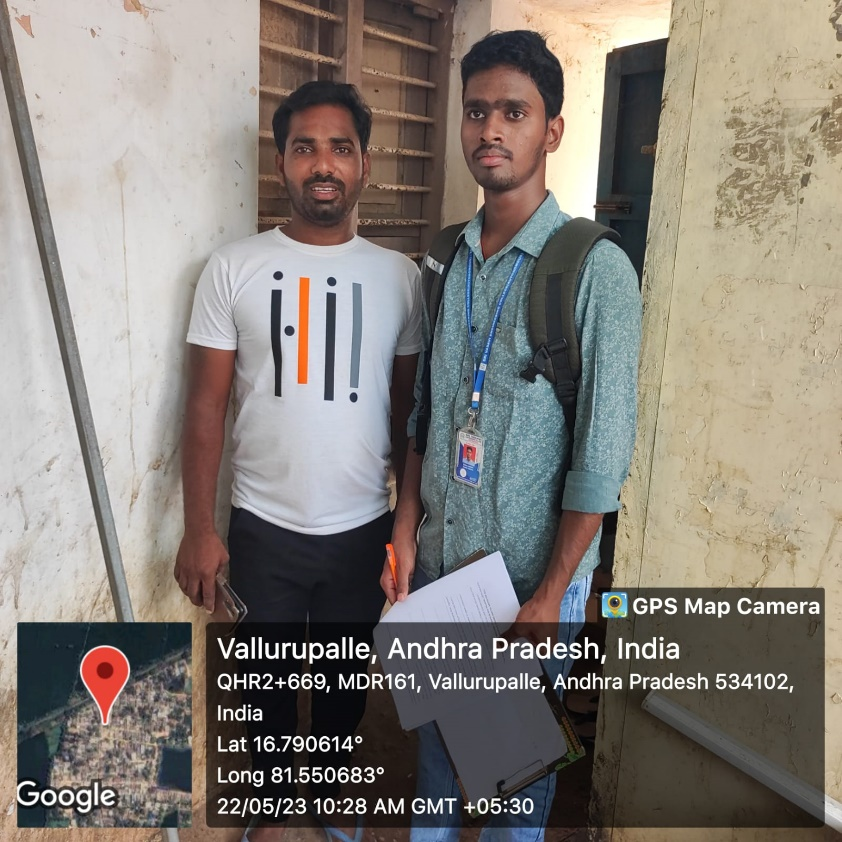 GPS Map Camera
Vallurupalle, Andhra Pradesh, India
QHR2+669, MDR161, Vallurupalle, Andhra Pradesh 534102,
India
Lat 16.790614°
Long 81.550683°
22/05/23 10:28 AM GMT +05:30
Google